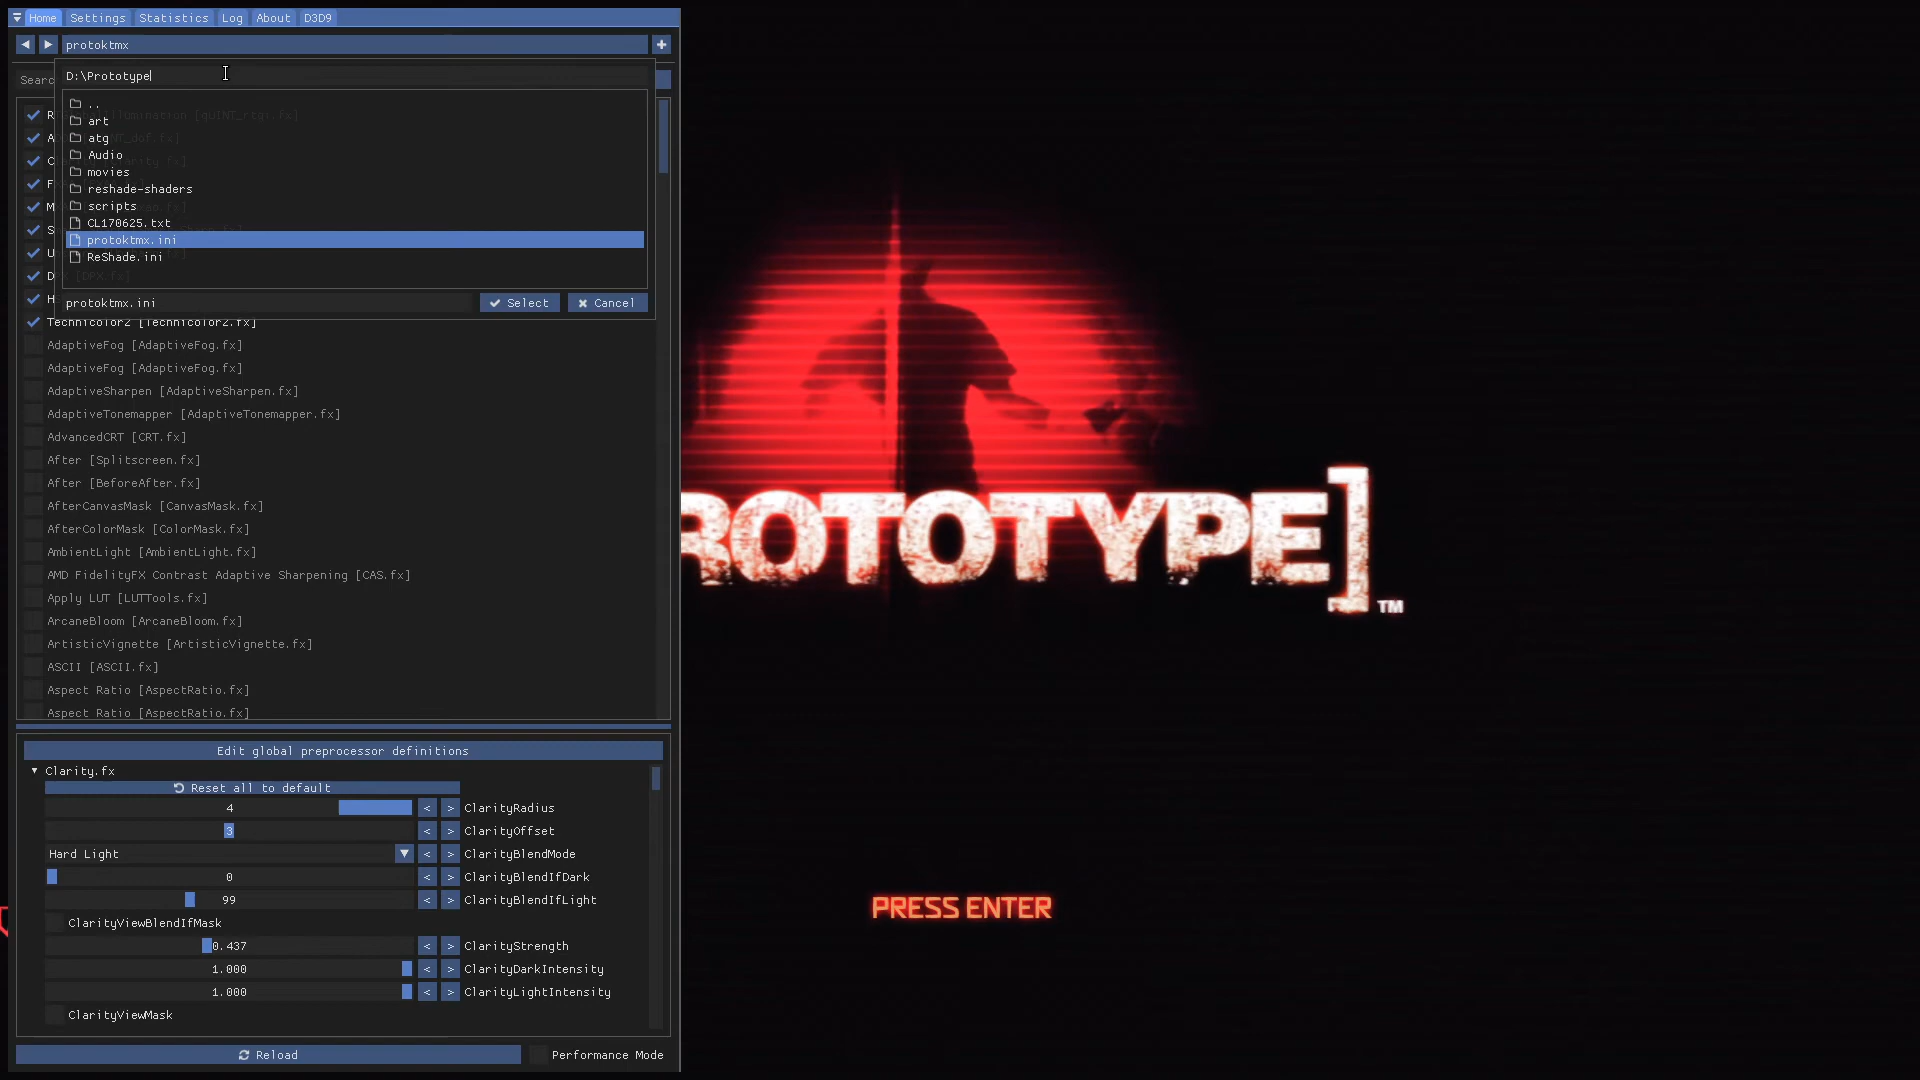 Home Settings Statistics Log About D3D9
protoktmx
Searc
D:\Prototype
..
art
atg
Audio
movies
reshade-shaders
scripts
CL170625.txt
protoktmx.ini
ReShade.ini
protoktmx.ini Select Cancel
Technicolor2 [Technicolor2.fx]
AdaptiveFog [AdaptiveFog.fx]
AdaptiveFog [AdaptiveFog.fx]
AdaptiveSharpen [AdaptiveSharpen.fx]
AdaptiveTonemapper [AdaptiveTonemapper.fx]
AdvancedCRT [CRT.fx]
After [Splitscreen.fx]
After [BeforeAfter.fx]
AfterCanvasMask [CanvasMask.fx]
AfterColorMask [ColorMask.fx]
AmbientLight [AmbientLight.fx]
AMD FidelityFX Contrast Adaptive Sharpening [CAS.fx]
Apply LUT [LUTTools.fx]
ArcaneBloom [ArcaneBloom.fx]
ArtisticVignette [ArtisticVignette.fx]
ASCII [ASCII.fx]
Aspect Ratio [AspectRatio.fx]
Aspect Ratio [AspectRatio.fx]
Edit global preprocessor definitions
Clarity.fx
Reset all to default
4 < > ClarityRadius
3 < > ClarityOffset
Hard Light < > ClarityBlendMode
0 < > ClarityBlendIfDark
99 < > ClarityBlendIfLight
ClarityViewBlendIfMask
0.437 < > ClarityStrength
1.000 < > ClarityDarkIntensity
1.000 < > ClarityLightIntensity
ClarityViewMask
Reload Performance Mode
ROTOTYPE] TM
PRESS ENTER